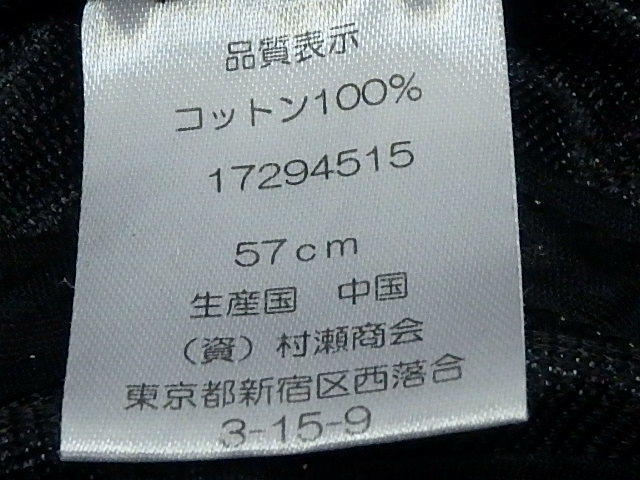 品質表示
コットン100%
17294515
57cm
生産国 中国
(資)村瀬商会
東京都新宿区西落合
3-15-9